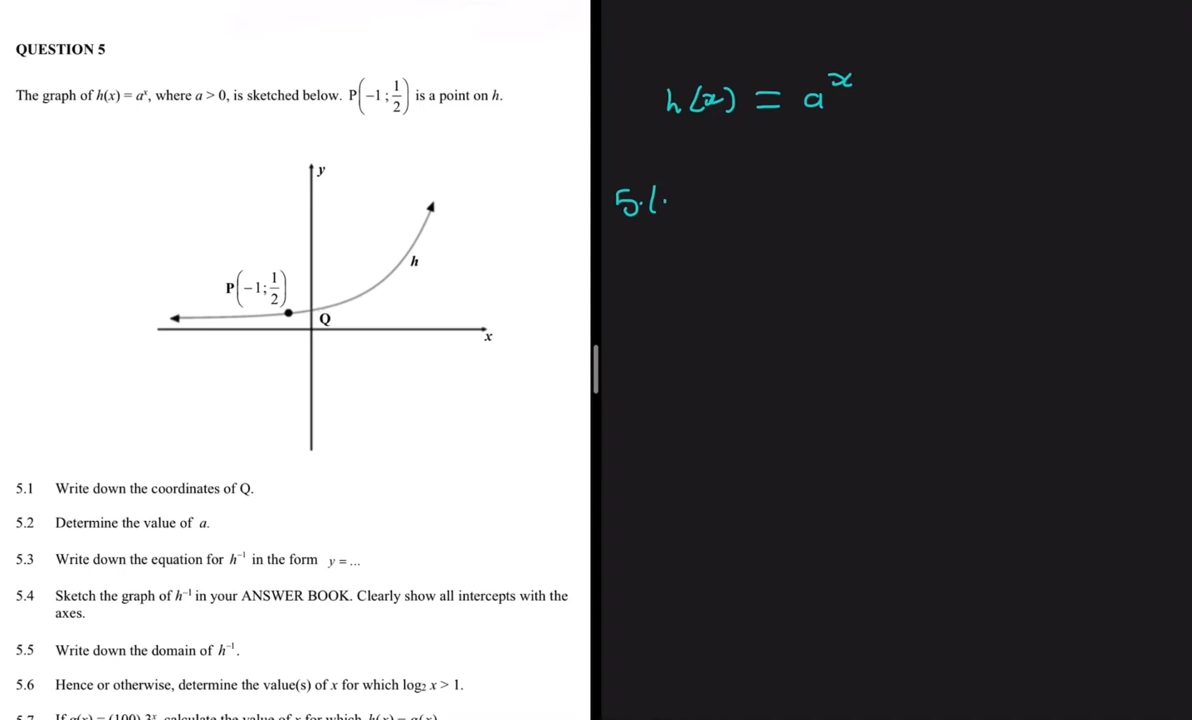 QUESTION 5
The graph of h(x) = aˣ, where a > 0, is sketched below. P(−1 ; 1/2) is a point on h.
h(x) = aˣ
y
5.1.
h
P(−1; 1/2)
Q
x
5.1 Write down the coordinates of Q.
5.2 Determine the value of a.
5.3 Write down the equation for h⁻¹ in the form y = ...
5.4 Sketch the graph of h⁻¹ in your ANSWER BOOK. Clearly show all intercepts with the
axes.
5.5 Write down the domain of h⁻¹.
5.6 Hence or otherwise, determine the value(s) of x for which log₂ x > 1.